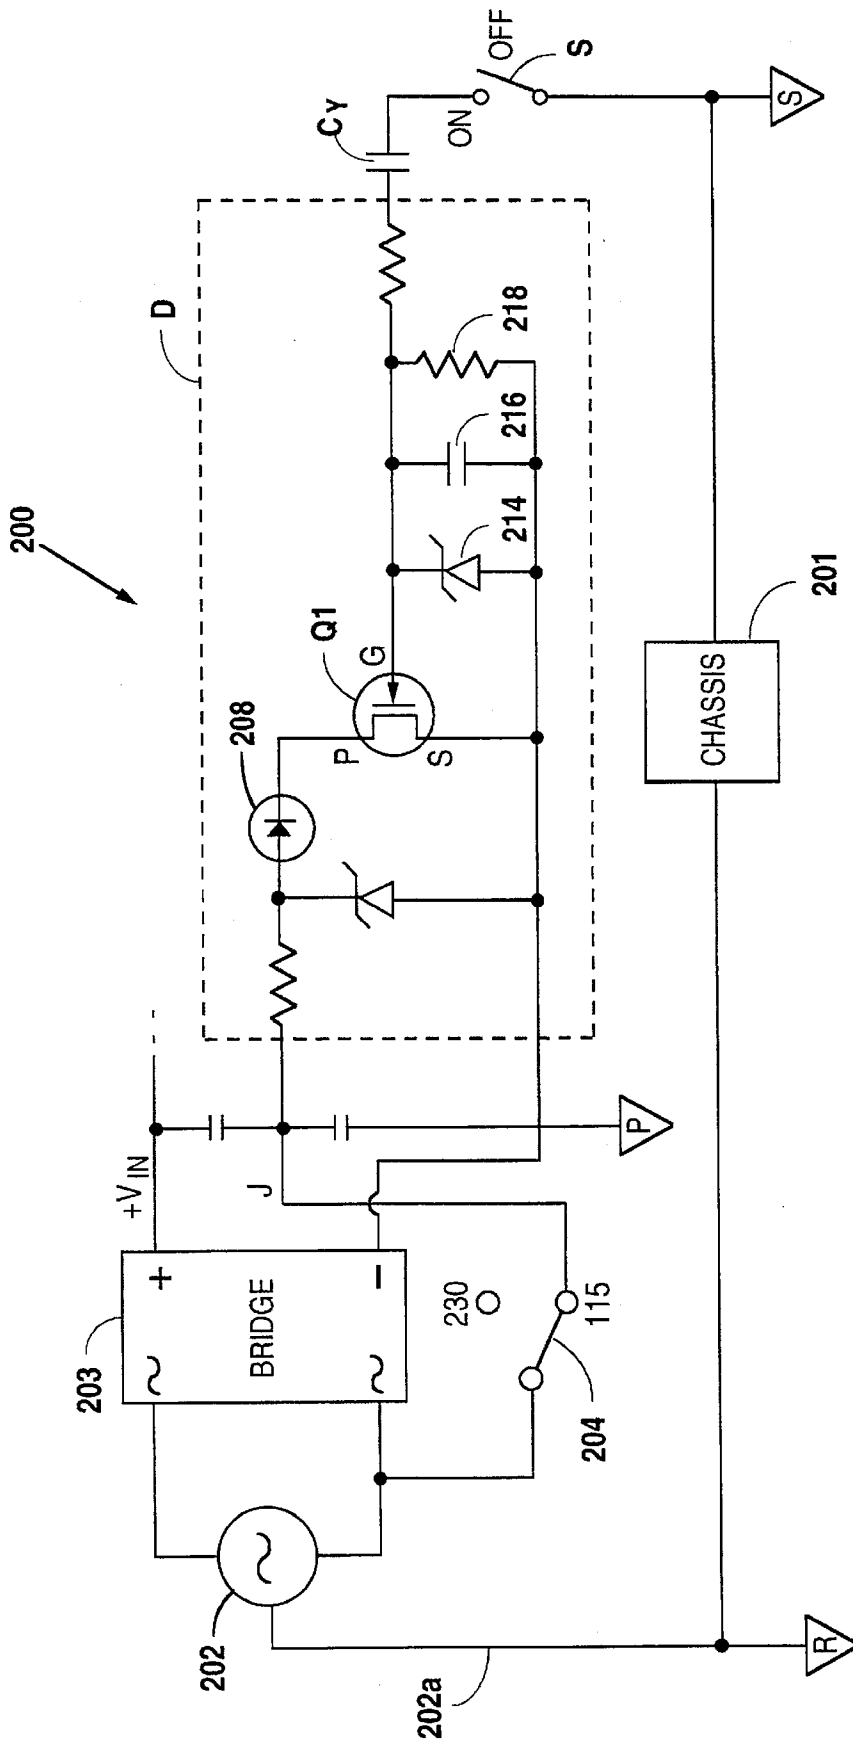 200
D
208
Q1
P
G
S
214
216
218
CY
ON
OFF
S
+VIN
J
203
+
−
BRIDGE
202
230
115
204
P
CHASSIS
201
S
202a
R